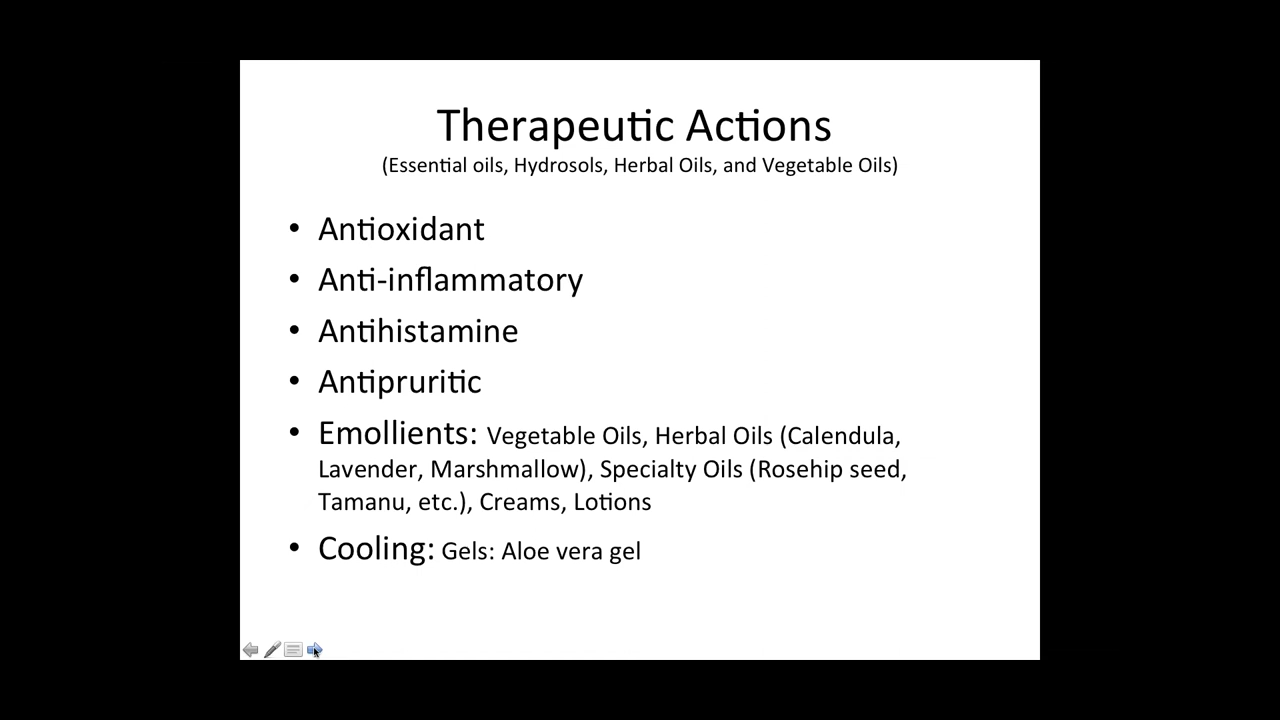 Therapeutic Actions
(Essential oils, Hydrosols, Herbal Oils, and Vegetable Oils)
• Antioxidant
• Anti-inflammatory
• Antihistamine
• Antipruritic
• Emollients: Vegetable Oils, Herbal Oils (Calendula,
Lavender, Marshmallow), Specialty Oils (Rosehip seed,
Tamanu, etc.), Creams, Lotions
• Cooling: Gels: Aloe vera gel